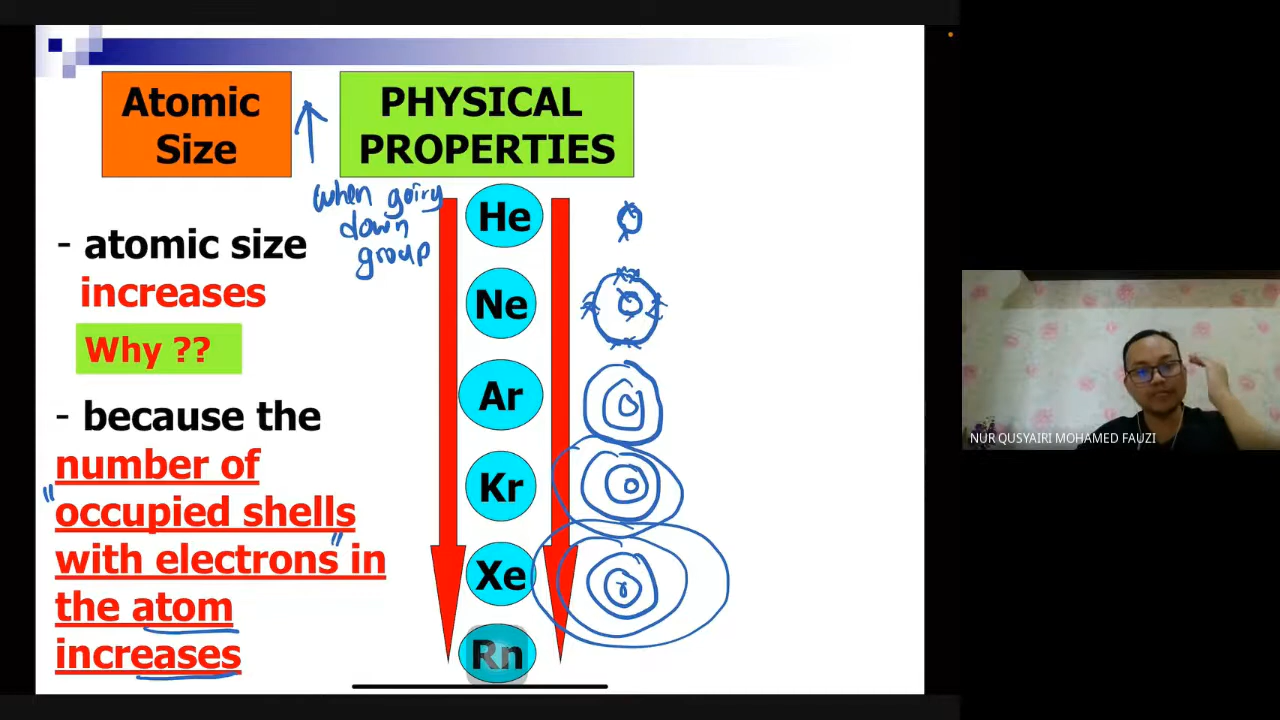 Atomic
Size
PHYSICAL
PROPERTIES
when going
down
group
- atomic size
increases
Why ??
- because the
number of
"occupied shells
with electrons" in
the atom
increases
He
Ne
Ar
Kr
Xe
Rn
NUR QUSYAIRI MOHAMED FAUZI